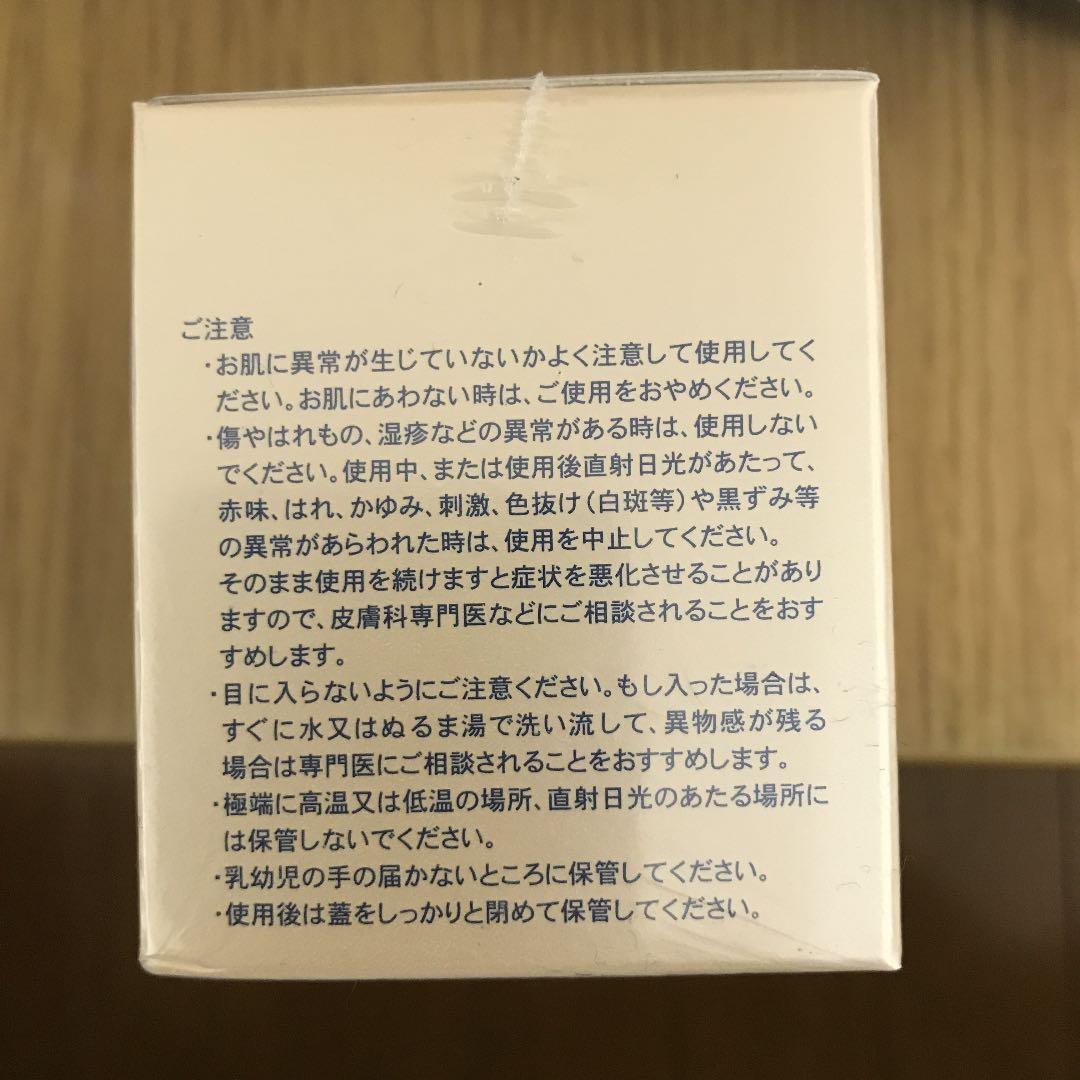 ご注意
・お肌に異常が生じていないかよく注意して使用してく
ださい。お肌にあわない時は、ご使用をおやめください。
・傷やはれもの、湿疹などの異常がある時は、使用しない
でください。使用中、または使用後直射日光があたって、
赤味、はれ、かゆみ、刺激、色抜け（白斑等）や黒ずみ等
の異常があらわれた時は、使用を中止してください。
そのまま使用を続けますと症状を悪化させることがあり
ますので、皮膚科専門医などにご相談されることをおす
すめします。
・目に入らないようにご注意ください。もし入った場合は、
すぐに水又はぬるま湯で洗い流して、異物感が残る
場合は専門医にご相談されることをおすすめします。
・極端に高温又は低温の場所、直射日光のあたる場所に
は保管しないでください。
・乳幼児の手の届かないところに保管してください。
・使用後は蓋をしっかりと閉めて保管してください。